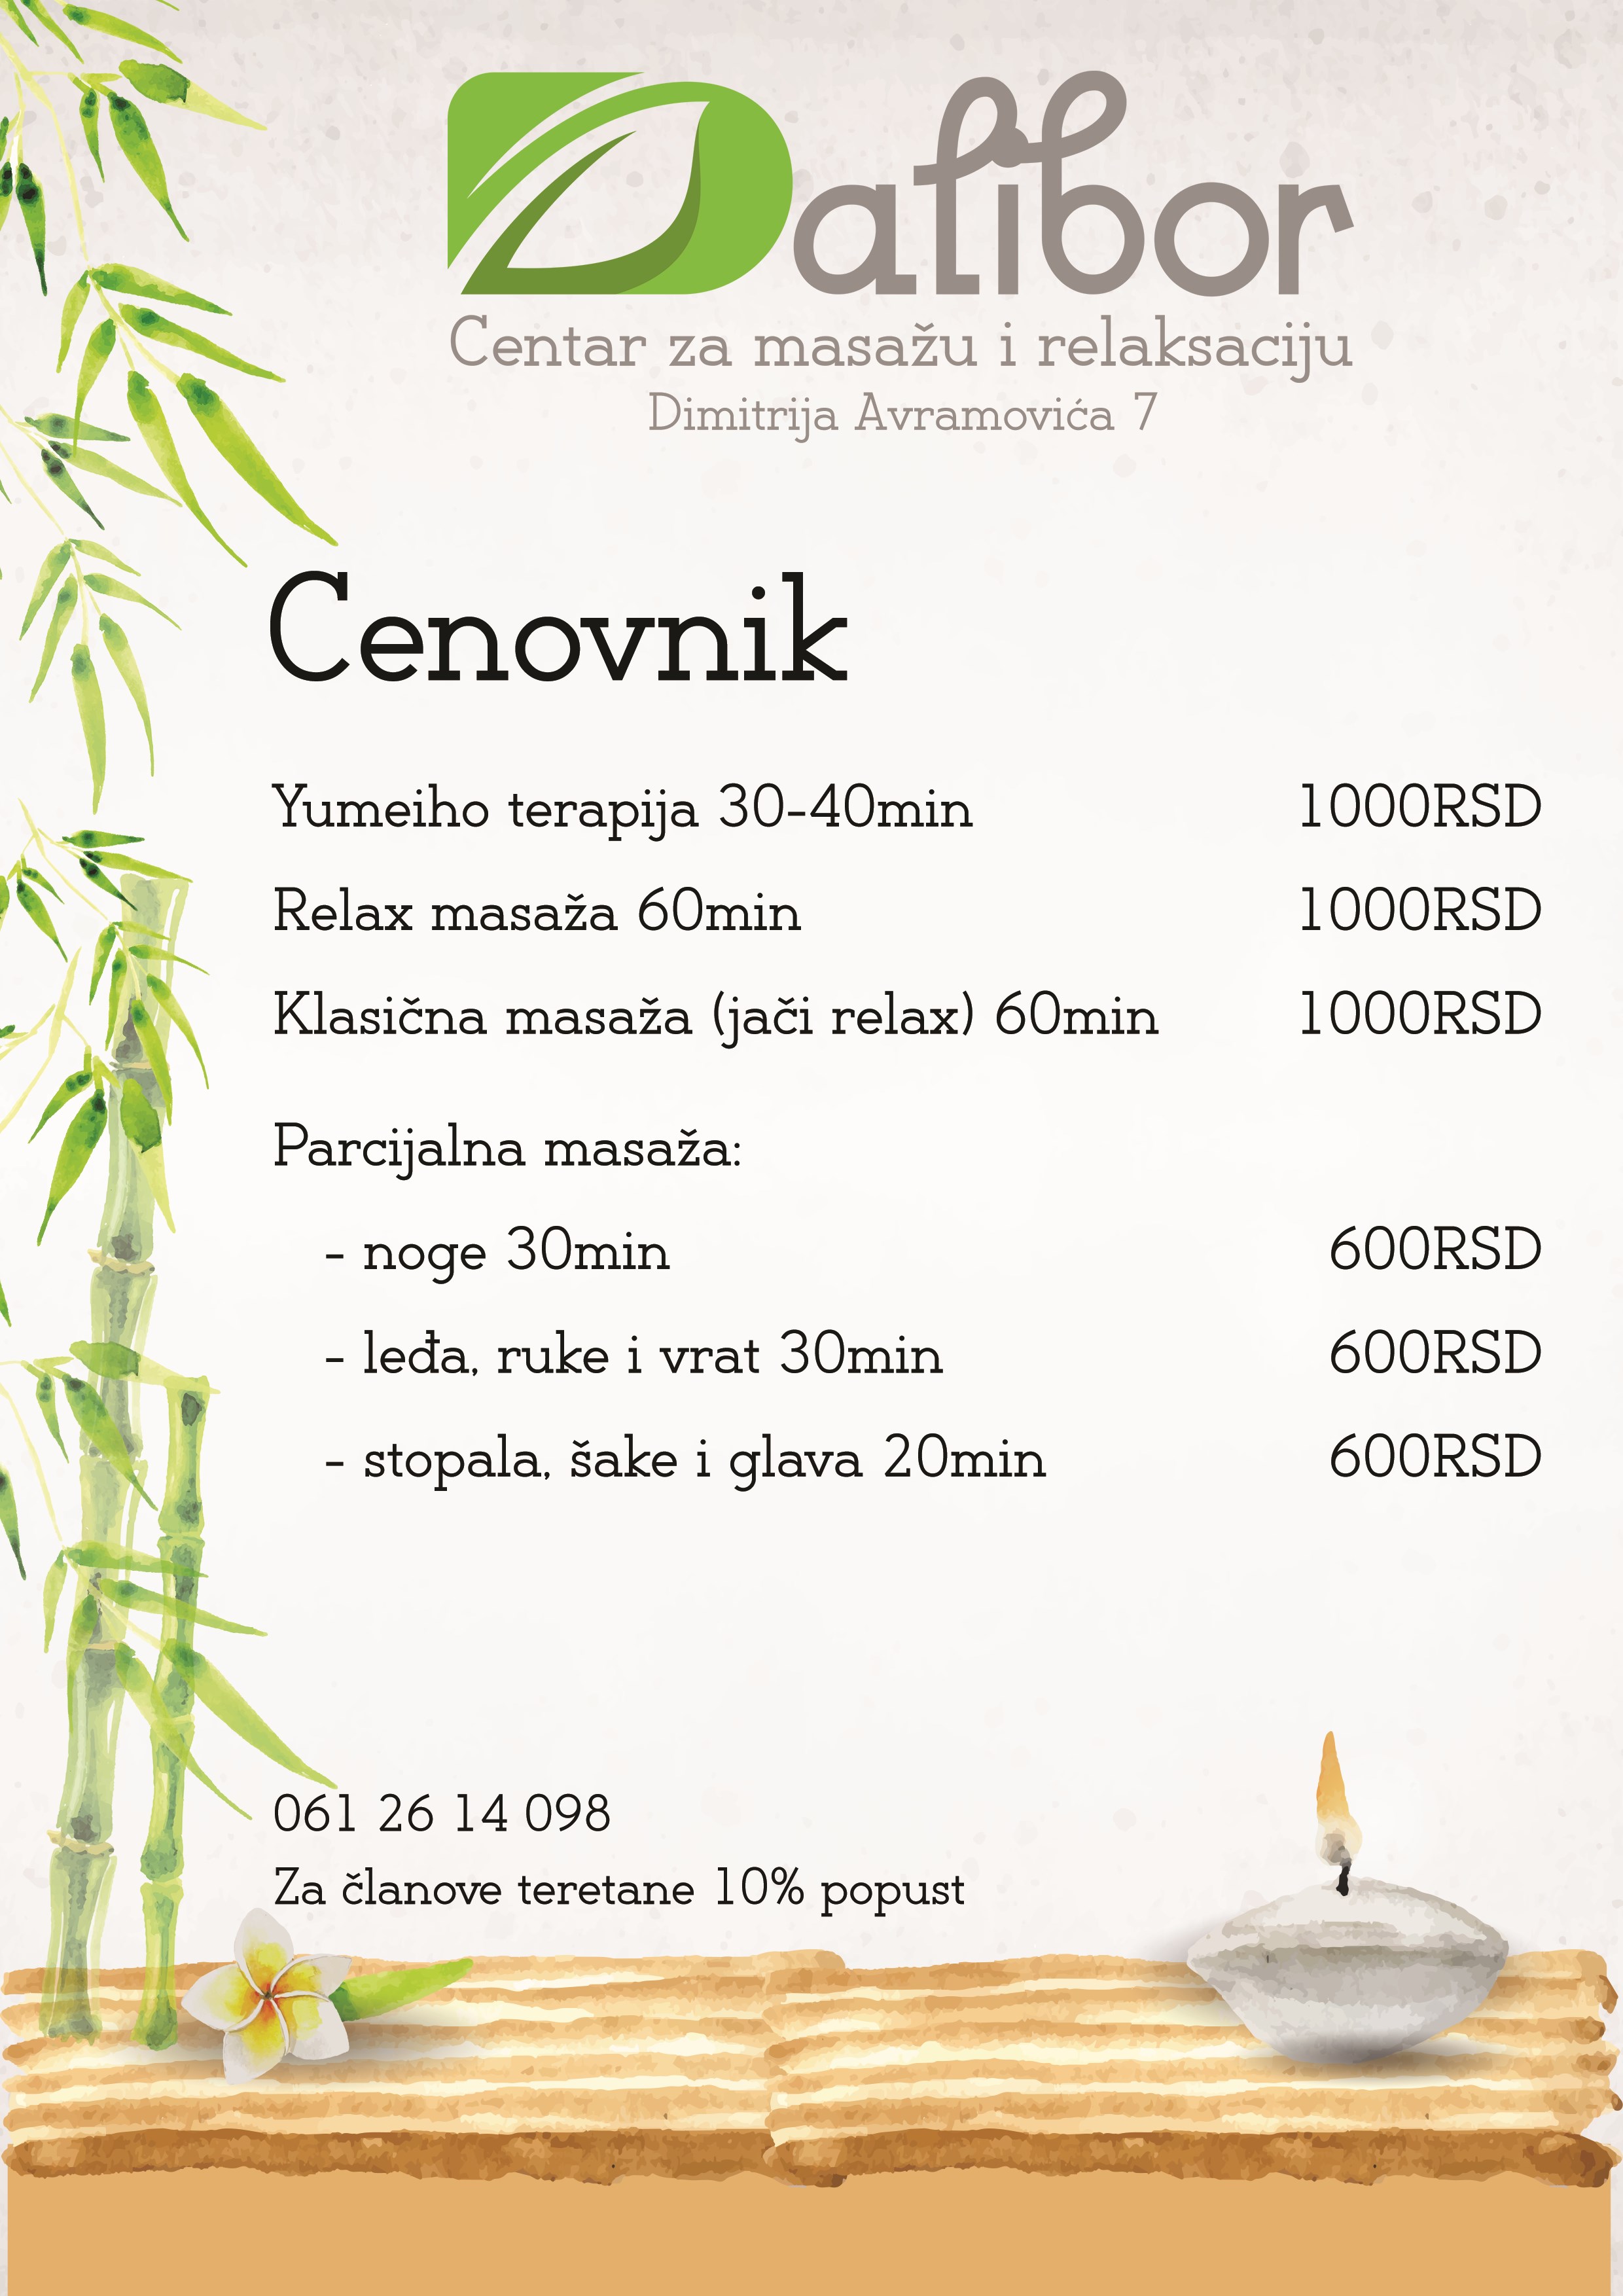 Dalibor
Centar za masažu i relaksaciju
Dimitrija Avramovića 7
Cenovnik
Yumeiho terapija 30-40min 1000RSD
Relax masaža 60min 1000RSD
Klasična masaža (jači relax) 60min 1000RSD
Parcijalna masaža:
- noge 30min 600RSD
- leđa, ruke i vrat 30min 600RSD
- stopala, šake i glava 20min 600RSD
061 26 14 098
Za članove teretane 10% popust